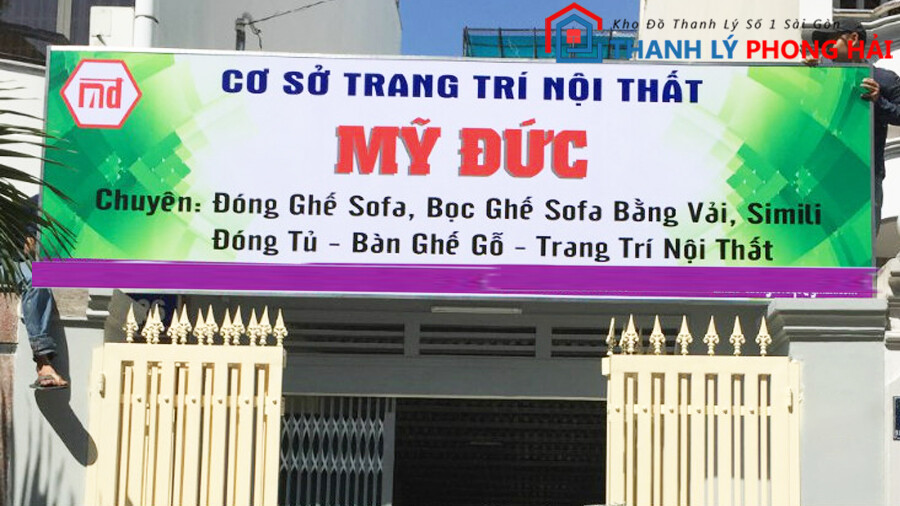 Kho Đồ Thanh Lý Số 1 Sài Gòn
THANH LÝ PHONG HẢI
md
CƠ SỞ TRANG TRÍ NỘI THẤT
MỸ ĐỨC
Chuyên: Đóng Ghế Sofa, Bọc Ghế Sofa Bằng Vải, Simili
Đóng Tủ - Bàn Ghế Gỗ - Trang Trí Nội Thất